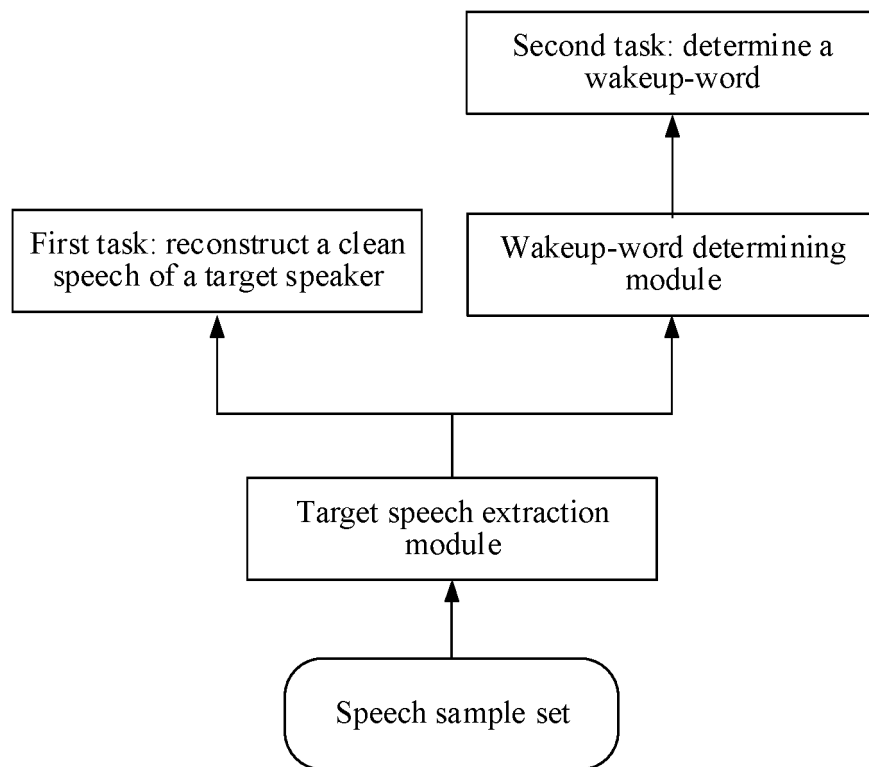 Second task: determine a
wakeup-word
First task: reconstruct a clean
speech of a target speaker
Wakeup-word determining
module
Target speech extraction
module
Speech sample set